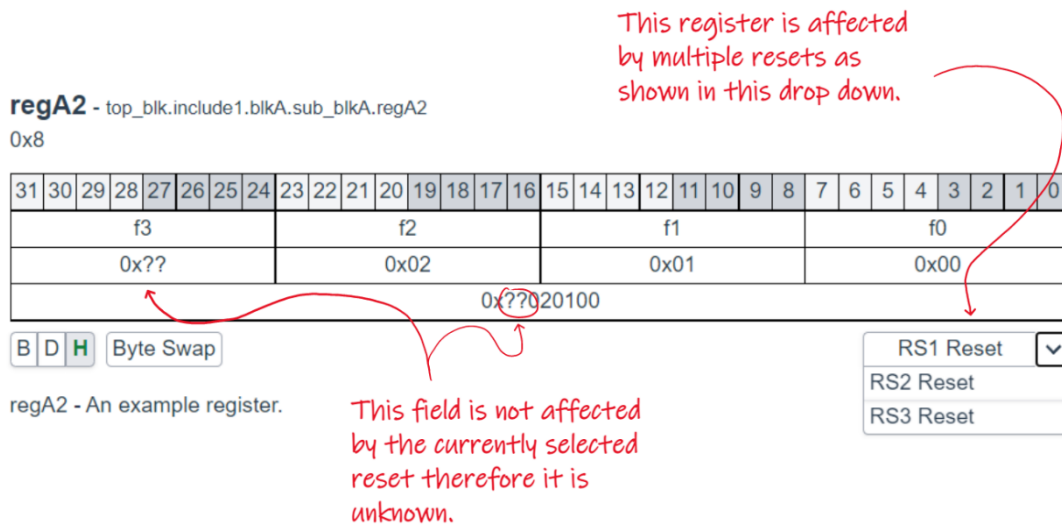 This register is affected
by multiple resets as
shown in this drop down.
regA2 - top_blk.include1.blkA.sub_blkA.regA2
0x8
31 30 29 28 27 26 25 24 23 22 21 20 19 18 17 16 15 14 13 12 11 10 9 8 7 6 5 4 3 2 1 0
f3 f2 f1 f0
0x?? 0x02 0x01 0x00
0x??020100
B D H Byte Swap RS1 Reset
RS2 Reset
RS3 Reset
regA2 - An example register.
This field is not affected
by the currently selected
reset therefore it is
unknown.